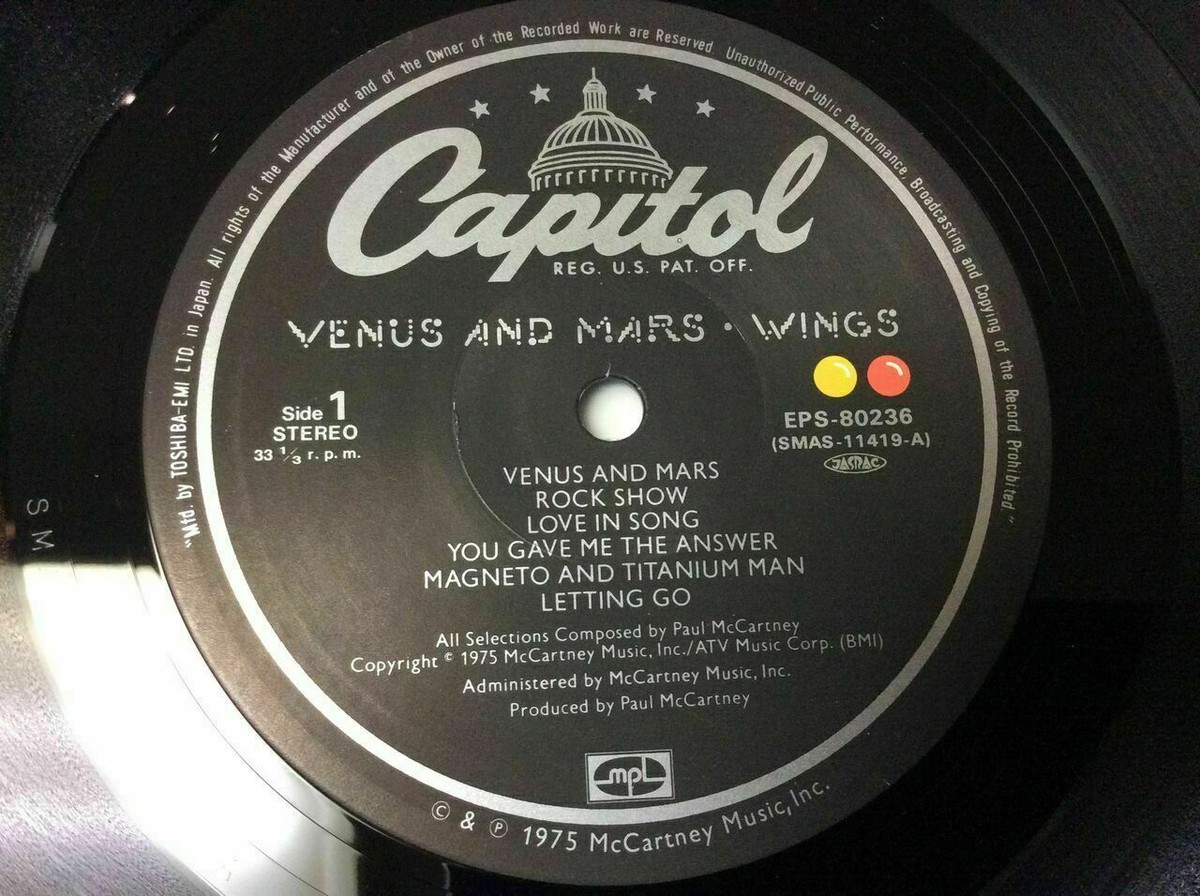 "Mfd. by TOSHIBA-EMI LTD. in Japan. All rights of the Manufacturer and of the Owner of the Recorded Work are Reserved. Unauthorized Public Performance, Broadcasting and Copying of the Record Prohibited."
Capitol
REG. U.S. PAT. OFF.
VENUS AND MARS · WINGS
Side 1
STEREO
33 1/3 r. p. m.
EPS-80236
(SMAS-11419-A)
JASRAC
VENUS AND MARS
ROCK SHOW
LOVE IN SONG
YOU GAVE ME THE ANSWER
MAGNETO AND TITANIUM MAN
LETTING GO
All Selections Composed by Paul McCartney
Copyright © 1975 McCartney Music, Inc./ATV Music Corp. (BMI)
Administered by McCartney Music, Inc.
Produced by Paul McCartney
mpl
© & ℗ 1975 McCartney Music, Inc.
S M